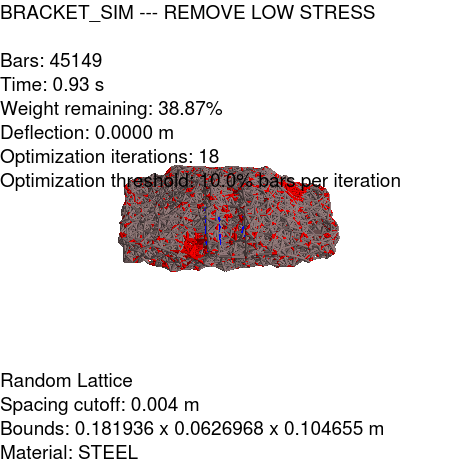 BRACKET_SIM --- REMOVE LOW STRESS
Bars: 45149
Time: 0.93 s
Weight remaining: 38.87%
Deflection: 0.0000 m
Optimization iterations: 18
Optimization threshold: 10.0% bars per iteration
Random Lattice
Spacing cutoff: 0.004 m
Bounds: 0.181936 x 0.0626968 x 0.104655 m
Material: STEEL